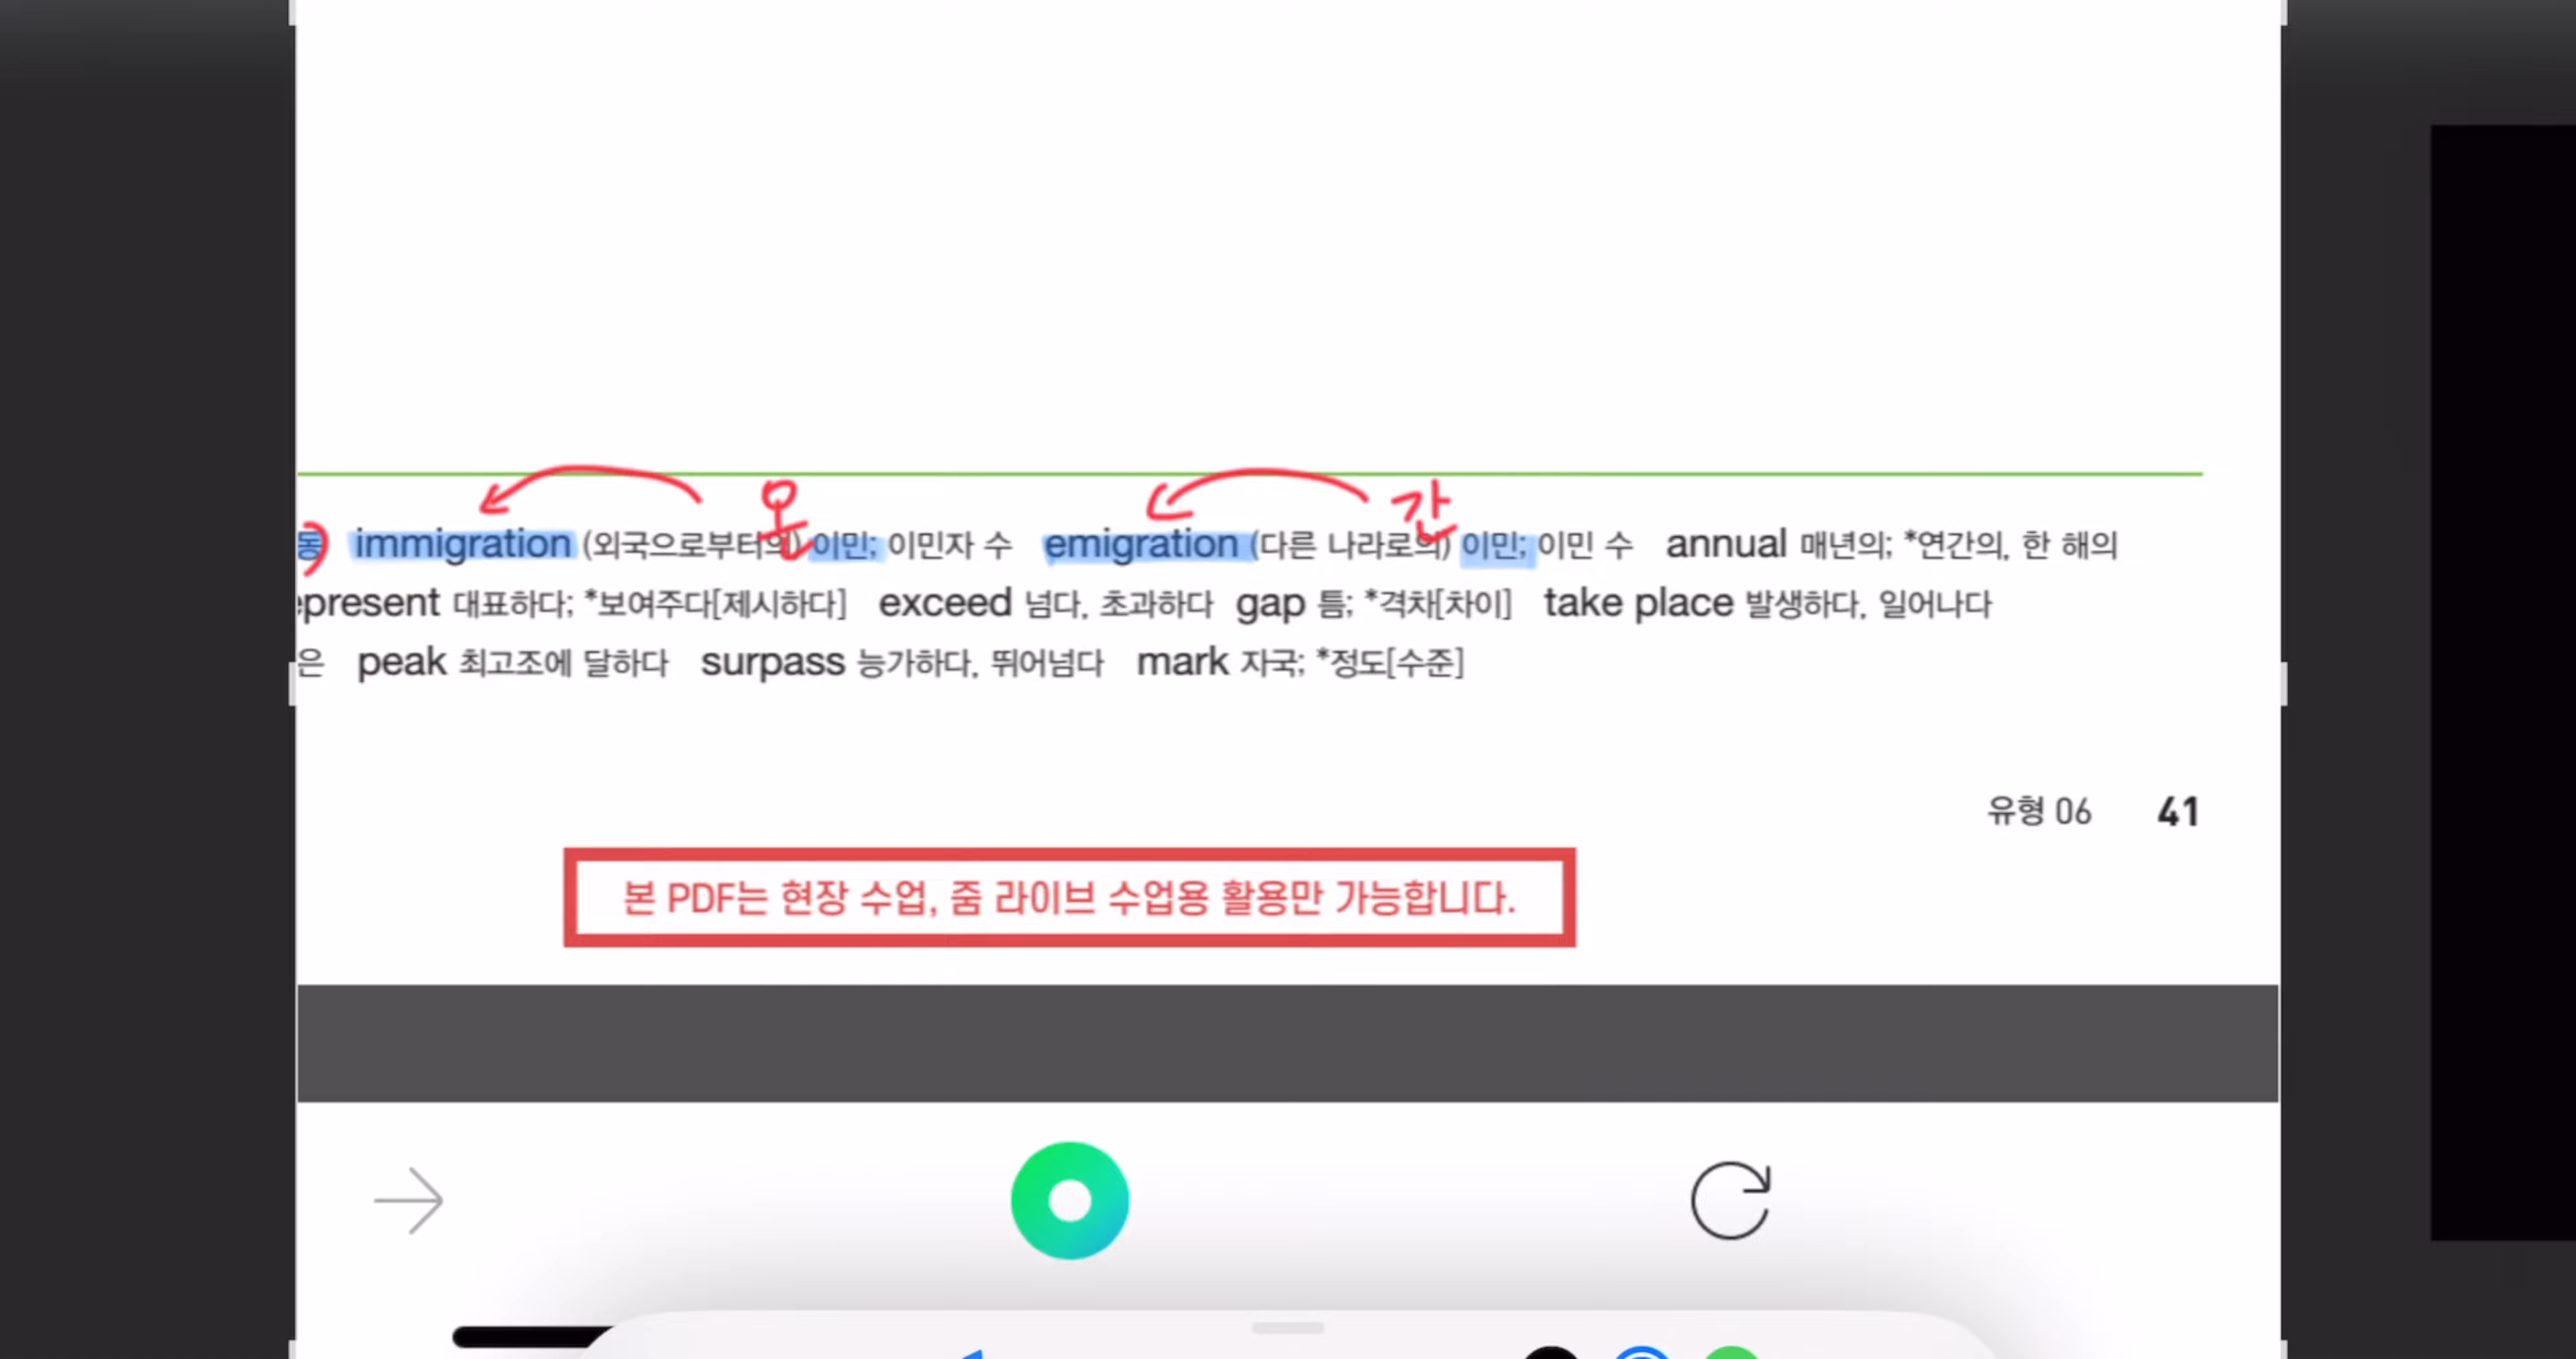 온 간
동) immigration (외국으로부터의) 이민; 이민자 수 emigration (다른 나라로의) 이민; 이민 수 annual 매년의; *연간의, 한 해의
present 대표하다; *보여주다[제시하다] exceed 넘다, 초과하다 gap 틈; *격차[차이] take place 발생하다, 일어나다
은 peak 최고조에 달하다 surpass 능가하다, 뛰어넘다 mark 자국; *정도[수준]
유형 06 41
본 PDF는 현장 수업, 줌 라이브 수업용 활용만 가능합니다.